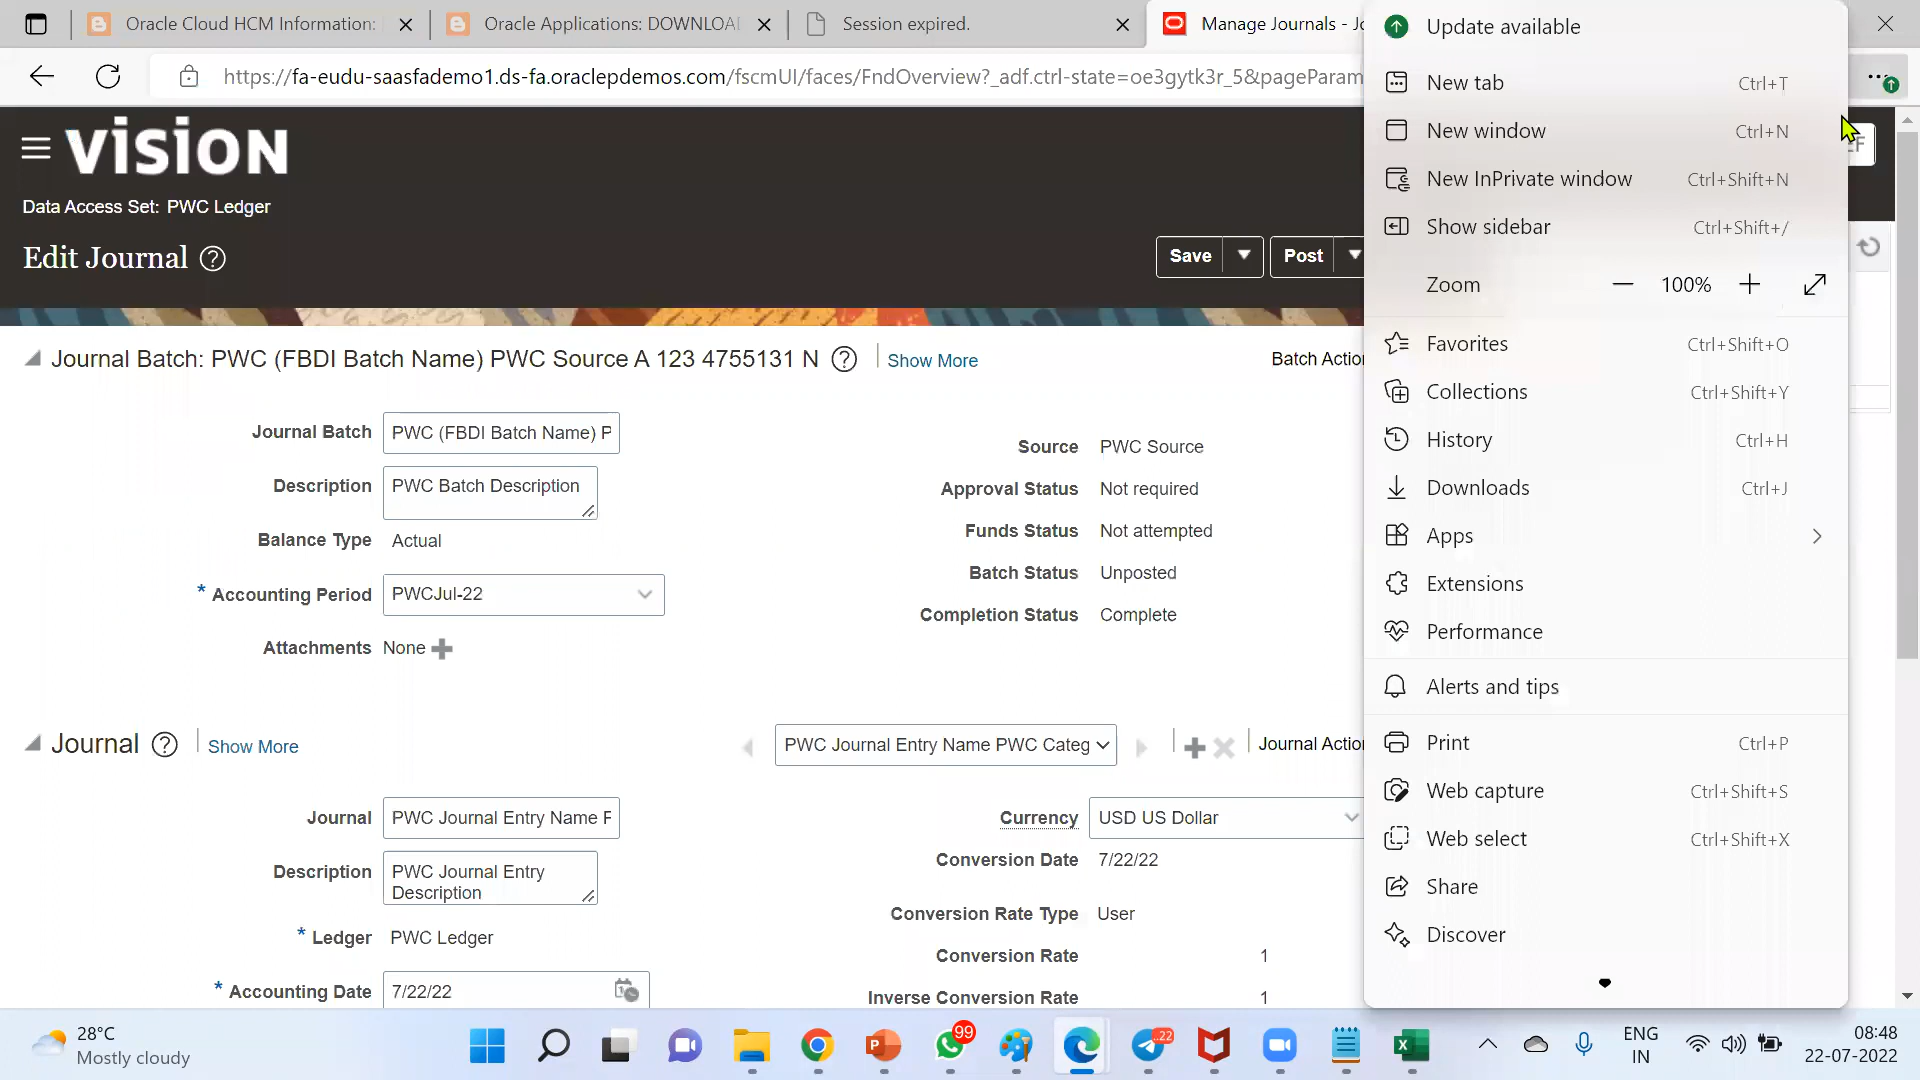 Oracle Cloud HCM Information:
Oracle Applications: DOWNLOA
Session expired.
Manage Journals - Jo
https://fa-eudu-saasfademo1.ds-fa.oraclepdemos.com/fscmUI/faces/FndOverview?_adf.ctrl-state=oe3gytk3r_5&pageParam
vision
Data Access Set: PWC Ledger
Edit Journal
Save
Post
Journal Batch: PWC (FBDI Batch Name) PWC Source A 123 4755131 N
Show More
Batch Action
Journal Batch PWC (FBDI Batch Name) P
Description PWC Batch Description
Balance Type Actual
* Accounting Period PWCJul-22
Attachments None
Source PWC Source
Approval Status Not required
Funds Status Not attempted
Batch Status Unposted
Completion Status Complete
Journal
Show More
PWC Journal Entry Name PWC Categ
Journal Action
Journal PWC Journal Entry Name P
Description PWC Journal Entry
Description
* Ledger PWC Ledger
* Accounting Date 7/22/22
Currency USD US Dollar
Conversion Date 7/22/22
Conversion Rate Type User
Conversion Rate 1
Inverse Conversion Rate 1
Update available
New tab Ctrl+T
New window Ctrl+N
New InPrivate window Ctrl+Shift+N
Show sidebar Ctrl+Shift+/
Zoom 100%
Favorites Ctrl+Shift+O
Collections Ctrl+Shift+Y
History Ctrl+H
Downloads Ctrl+J
Apps
Extensions
Performance
Alerts and tips
Print Ctrl+P
Web capture Ctrl+Shift+S
Web select Ctrl+Shift+X
Share
Discover
28°C
Mostly cloudy
99
22
ENG
IN
08:48
22-07-2022